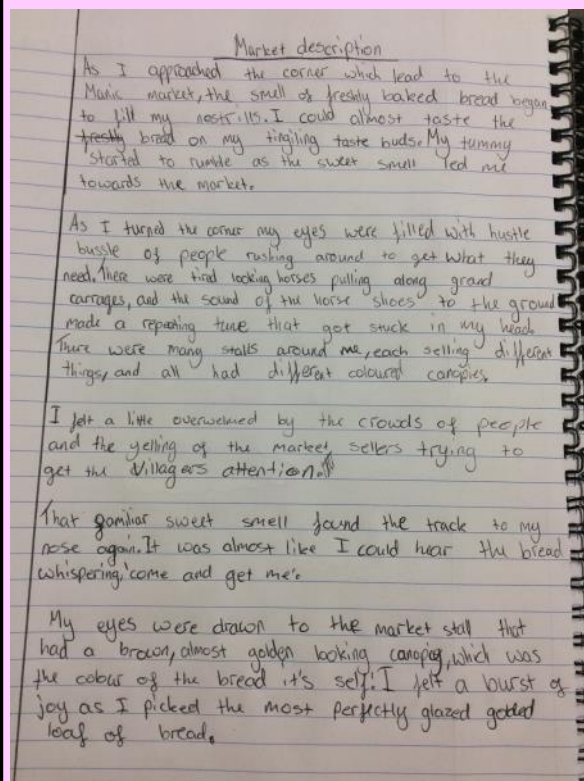 Market description
As I approached the corner which lead to the
Manic market, the smell of freshly baked bread began
to fill my nostrills. I could almost taste the
freshly bread on my tingiling taste buds. My tummy
started to rumble as the sweet smell led me
towards the market.
As I turned the corner my eyes were filled with hustle
bussle of people rushing around to get what they
need. There were tired looking horses pulling along grand
carrages, and the sound of the horse shoes to the ground
made a repeating tune that got stuck in my head.
There were many stalls around me, each selling different
things, and all had different coloured canopies.
I felt a little overwelmed by the crowds of people
and the yelling of the market sellers trying to
get the villagers attention.
That familiar sweet smell found the track to my
nose again. It was almost like I could hear the bread
whispering, 'come and get me'.
My eyes were drawn to the market stall that
had a brown, almost golden looking canopy, which was
the colour of the bread it's self! I felt a burst of
joy as I picked the most perfectly glazed
loaf of bread.